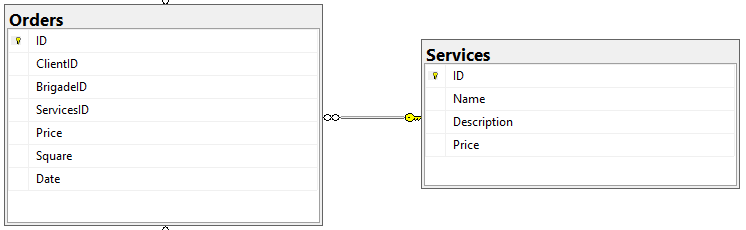 Orders
ID
ClientID
BrigadeID
ServicesID
Price
Square
Date
Services
ID
Name
Description
Price